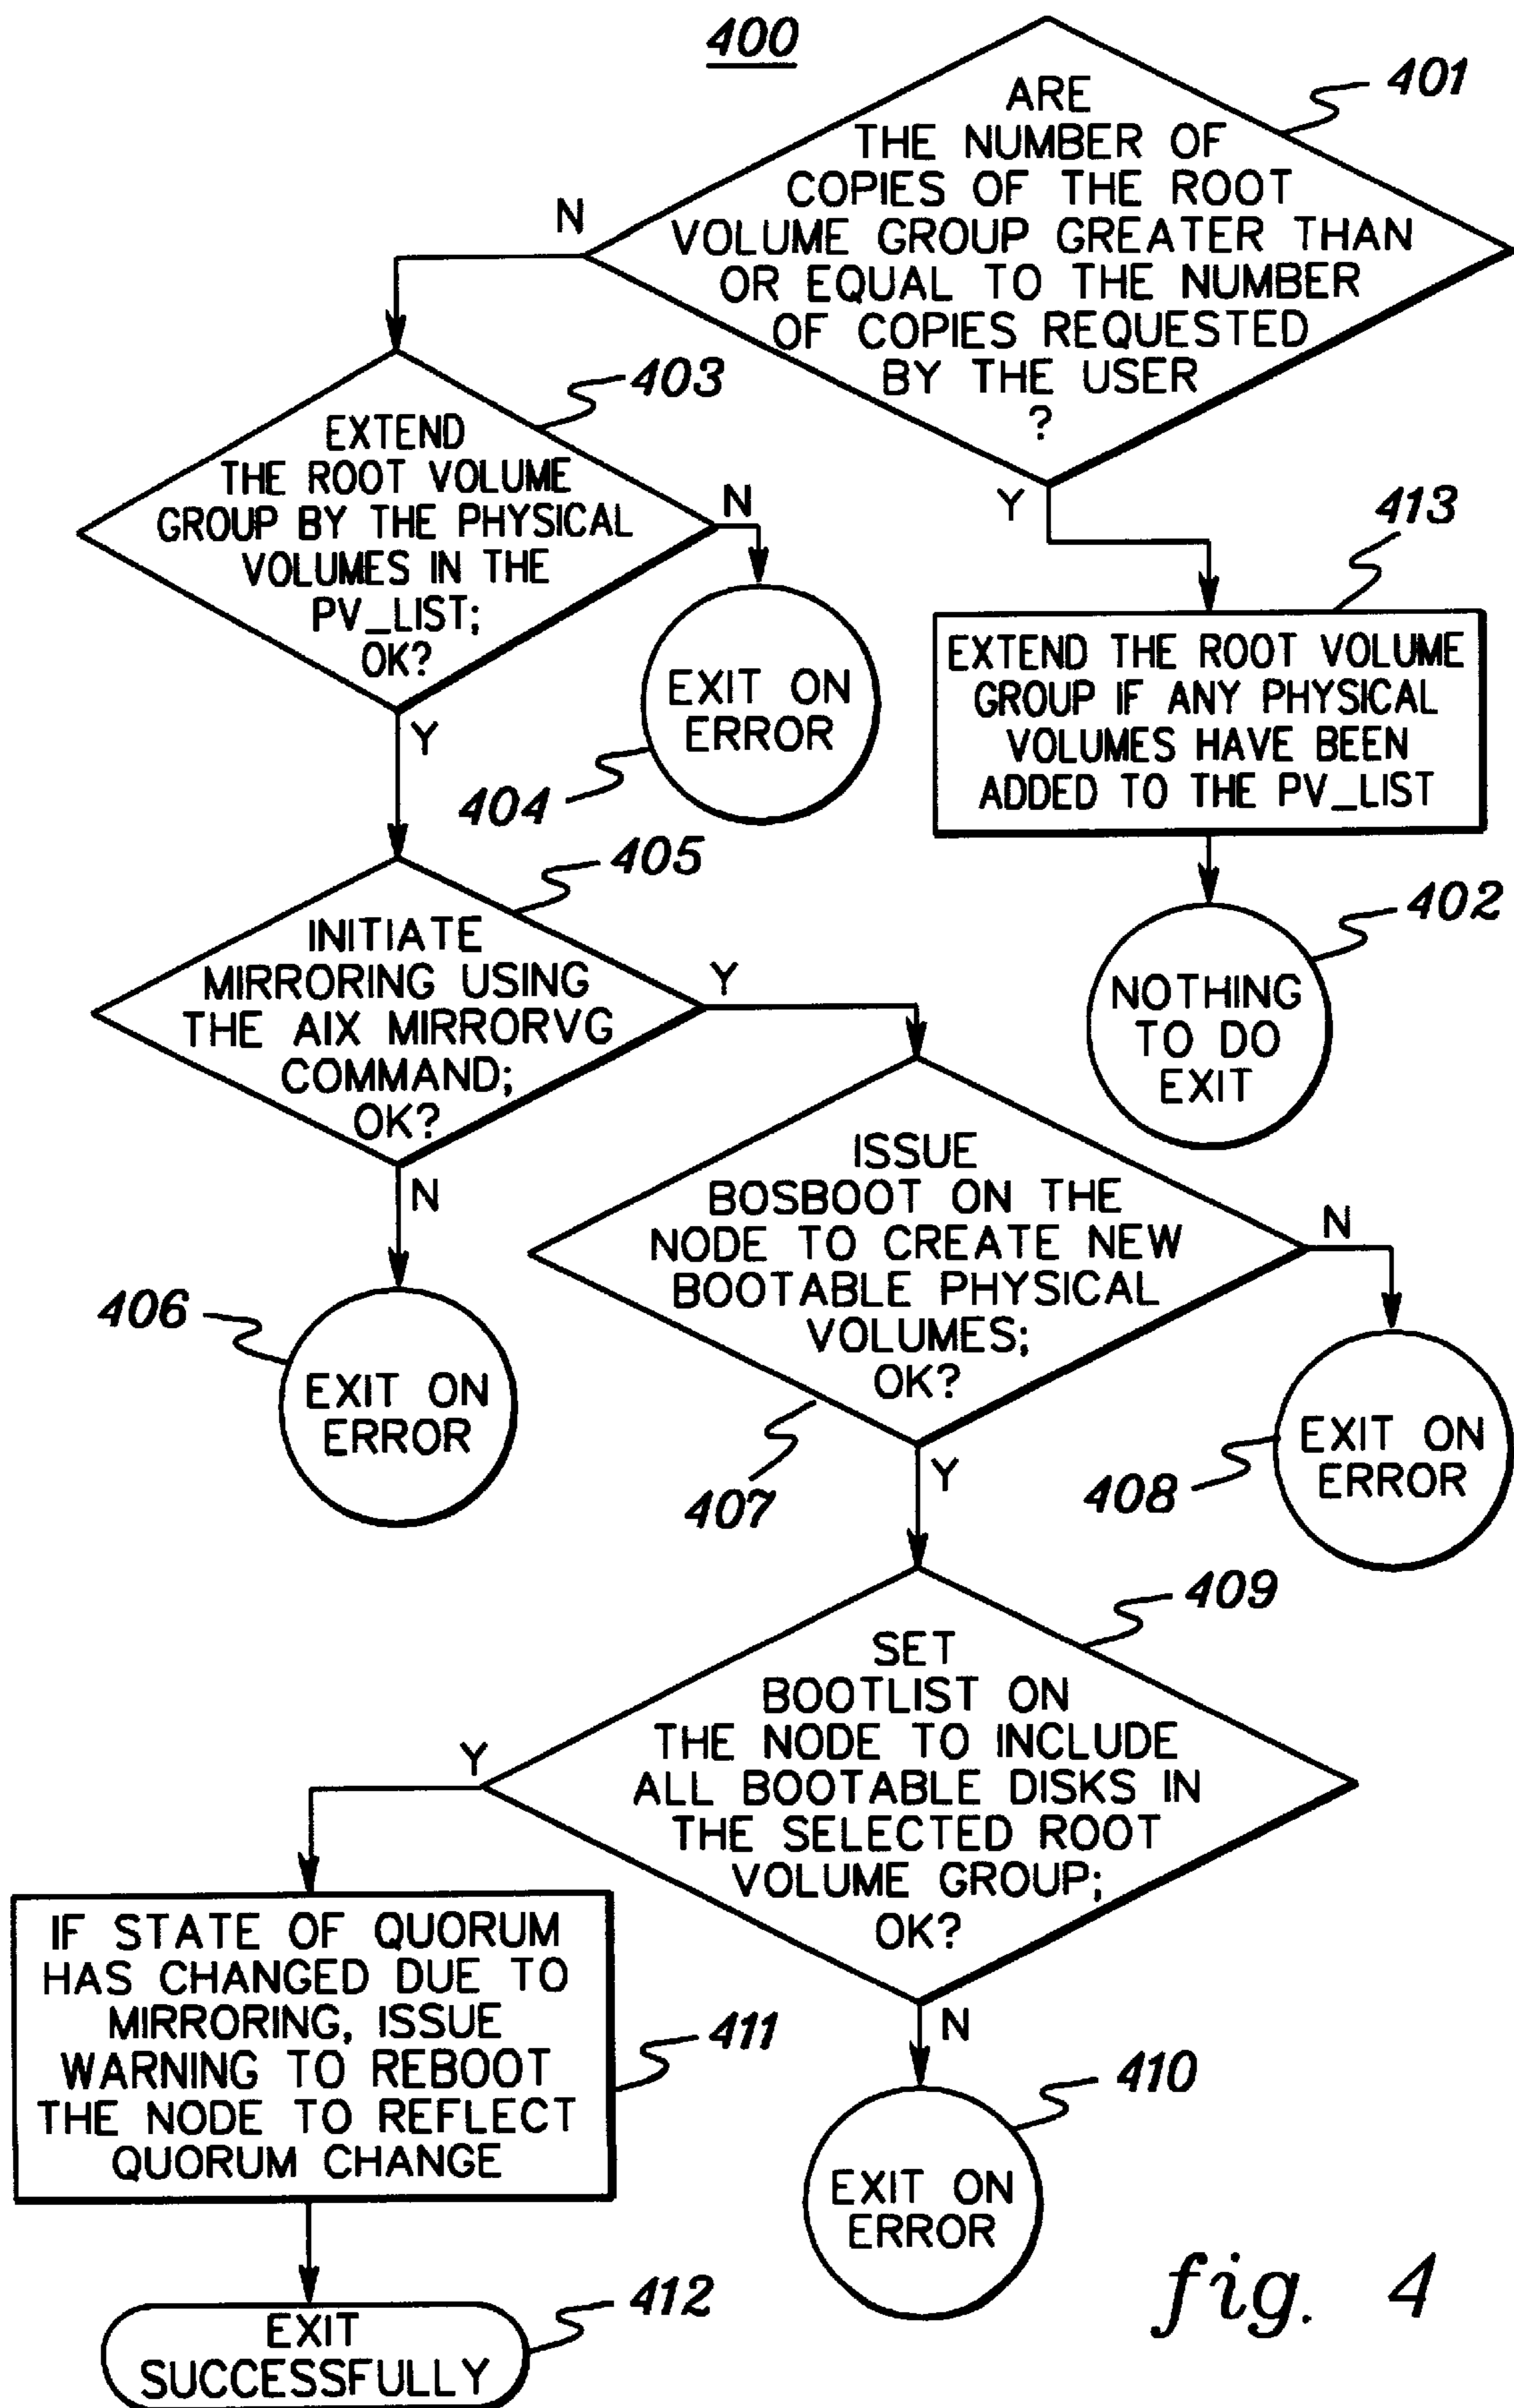 400
401
ARE
THE NUMBER OF
COPIES OF THE ROOT
VOLUME GROUP GREATER THAN
OR EQUAL TO THE NUMBER
OF COPIES REQUESTED
BY THE USER
?
N
Y
403
EXTEND
THE ROOT VOLUME
GROUP BY THE PHYSICAL
VOLUMES IN THE
PV_LIST;
OK?
N
Y
EXIT ON
ERROR
404
413
EXTEND THE ROOT VOLUME
GROUP IF ANY PHYSICAL
VOLUMES HAVE BEEN
ADDED TO THE PV_LIST
402
NOTHING
TO DO
EXIT
405
INITIATE
MIRRORING USING
THE AIX MIRRORVG
COMMAND;
OK?
Y
N
406
EXIT ON
ERROR
ISSUE
BOSBOOT ON THE
NODE TO CREATE NEW
BOOTABLE PHYSICAL
VOLUMES;
OK?
N
407
Y
408
EXIT ON
ERROR
409
SET
BOOTLIST ON
THE NODE TO INCLUDE
ALL BOOTABLE DISKS IN
THE SELECTED ROOT
VOLUME GROUP;
OK?
Y
N
IF STATE OF QUORUM
HAS CHANGED DUE TO
MIRRORING, ISSUE
WARNING TO REBOOT
THE NODE TO REFLECT
QUORUM CHANGE
411
410
EXIT ON
ERROR
EXIT
SUCCESSFULLY
412
fig. 4